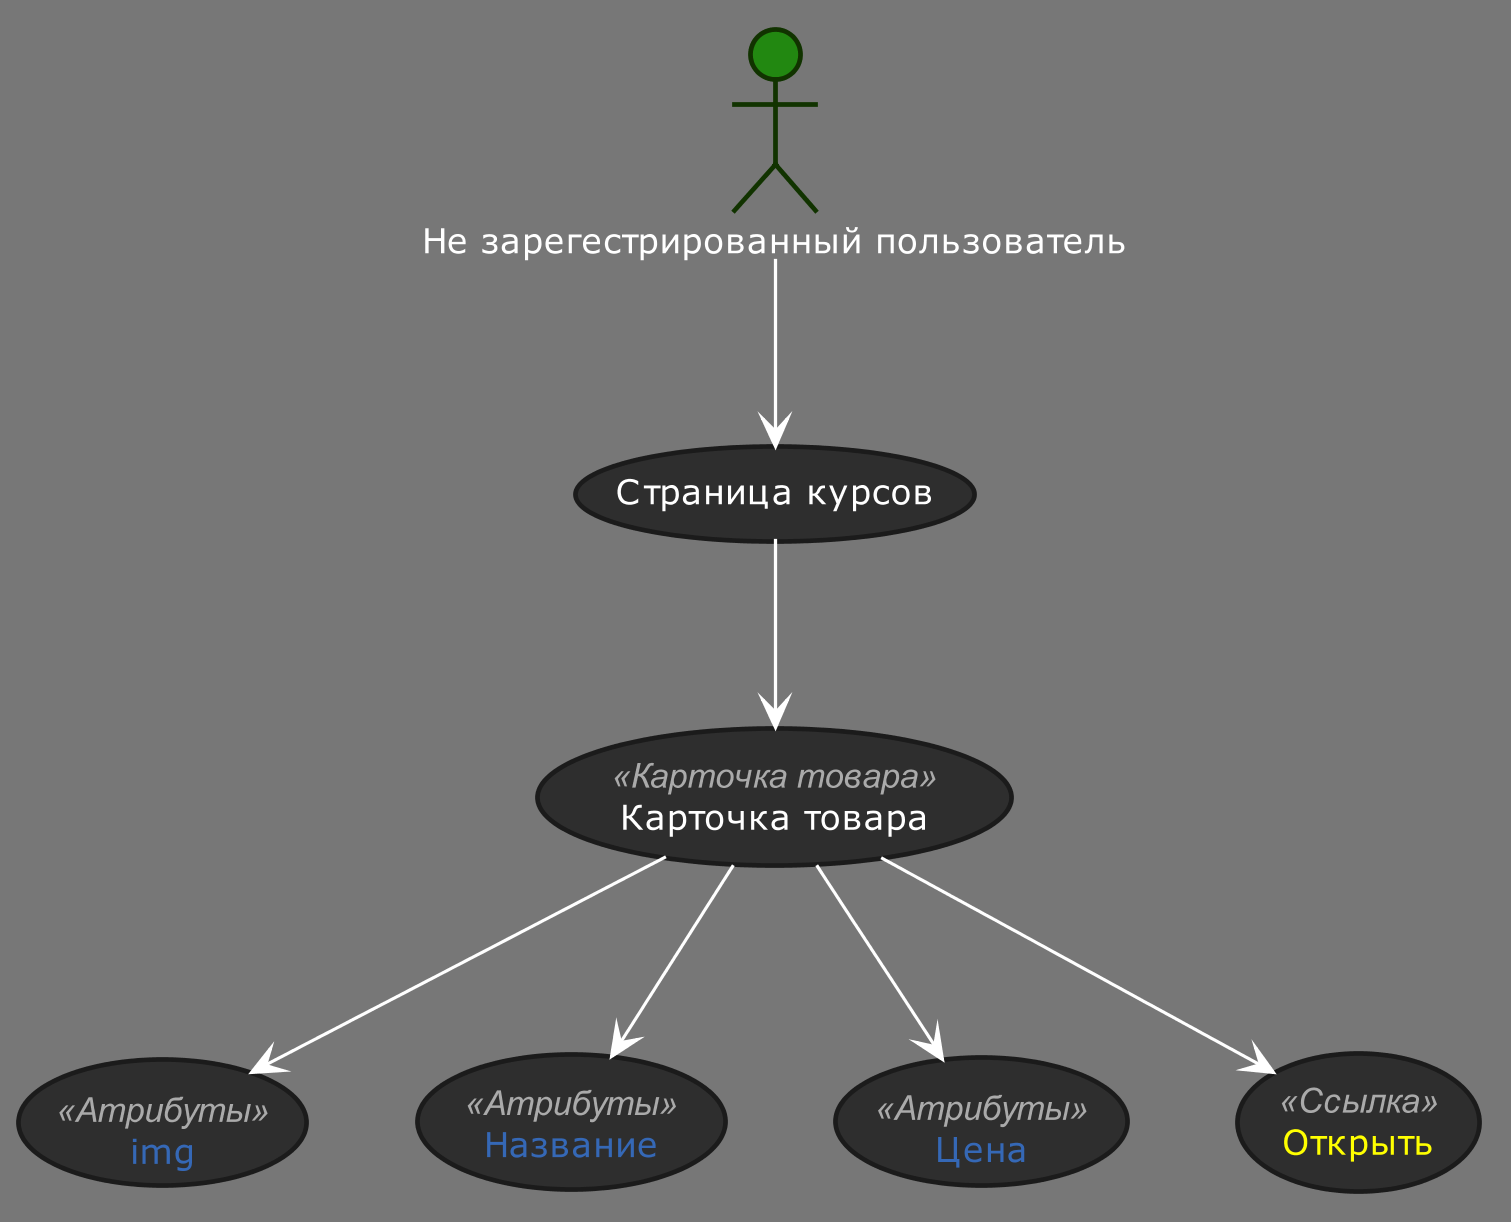 Не зарегестрированный пользователь
Страница курсов
«Карточка товара»
Карточка товара
«Атрибуты»
img
«Атрибуты»
Название
«Атрибуты»
Цена
«Ссылка»
Открыть